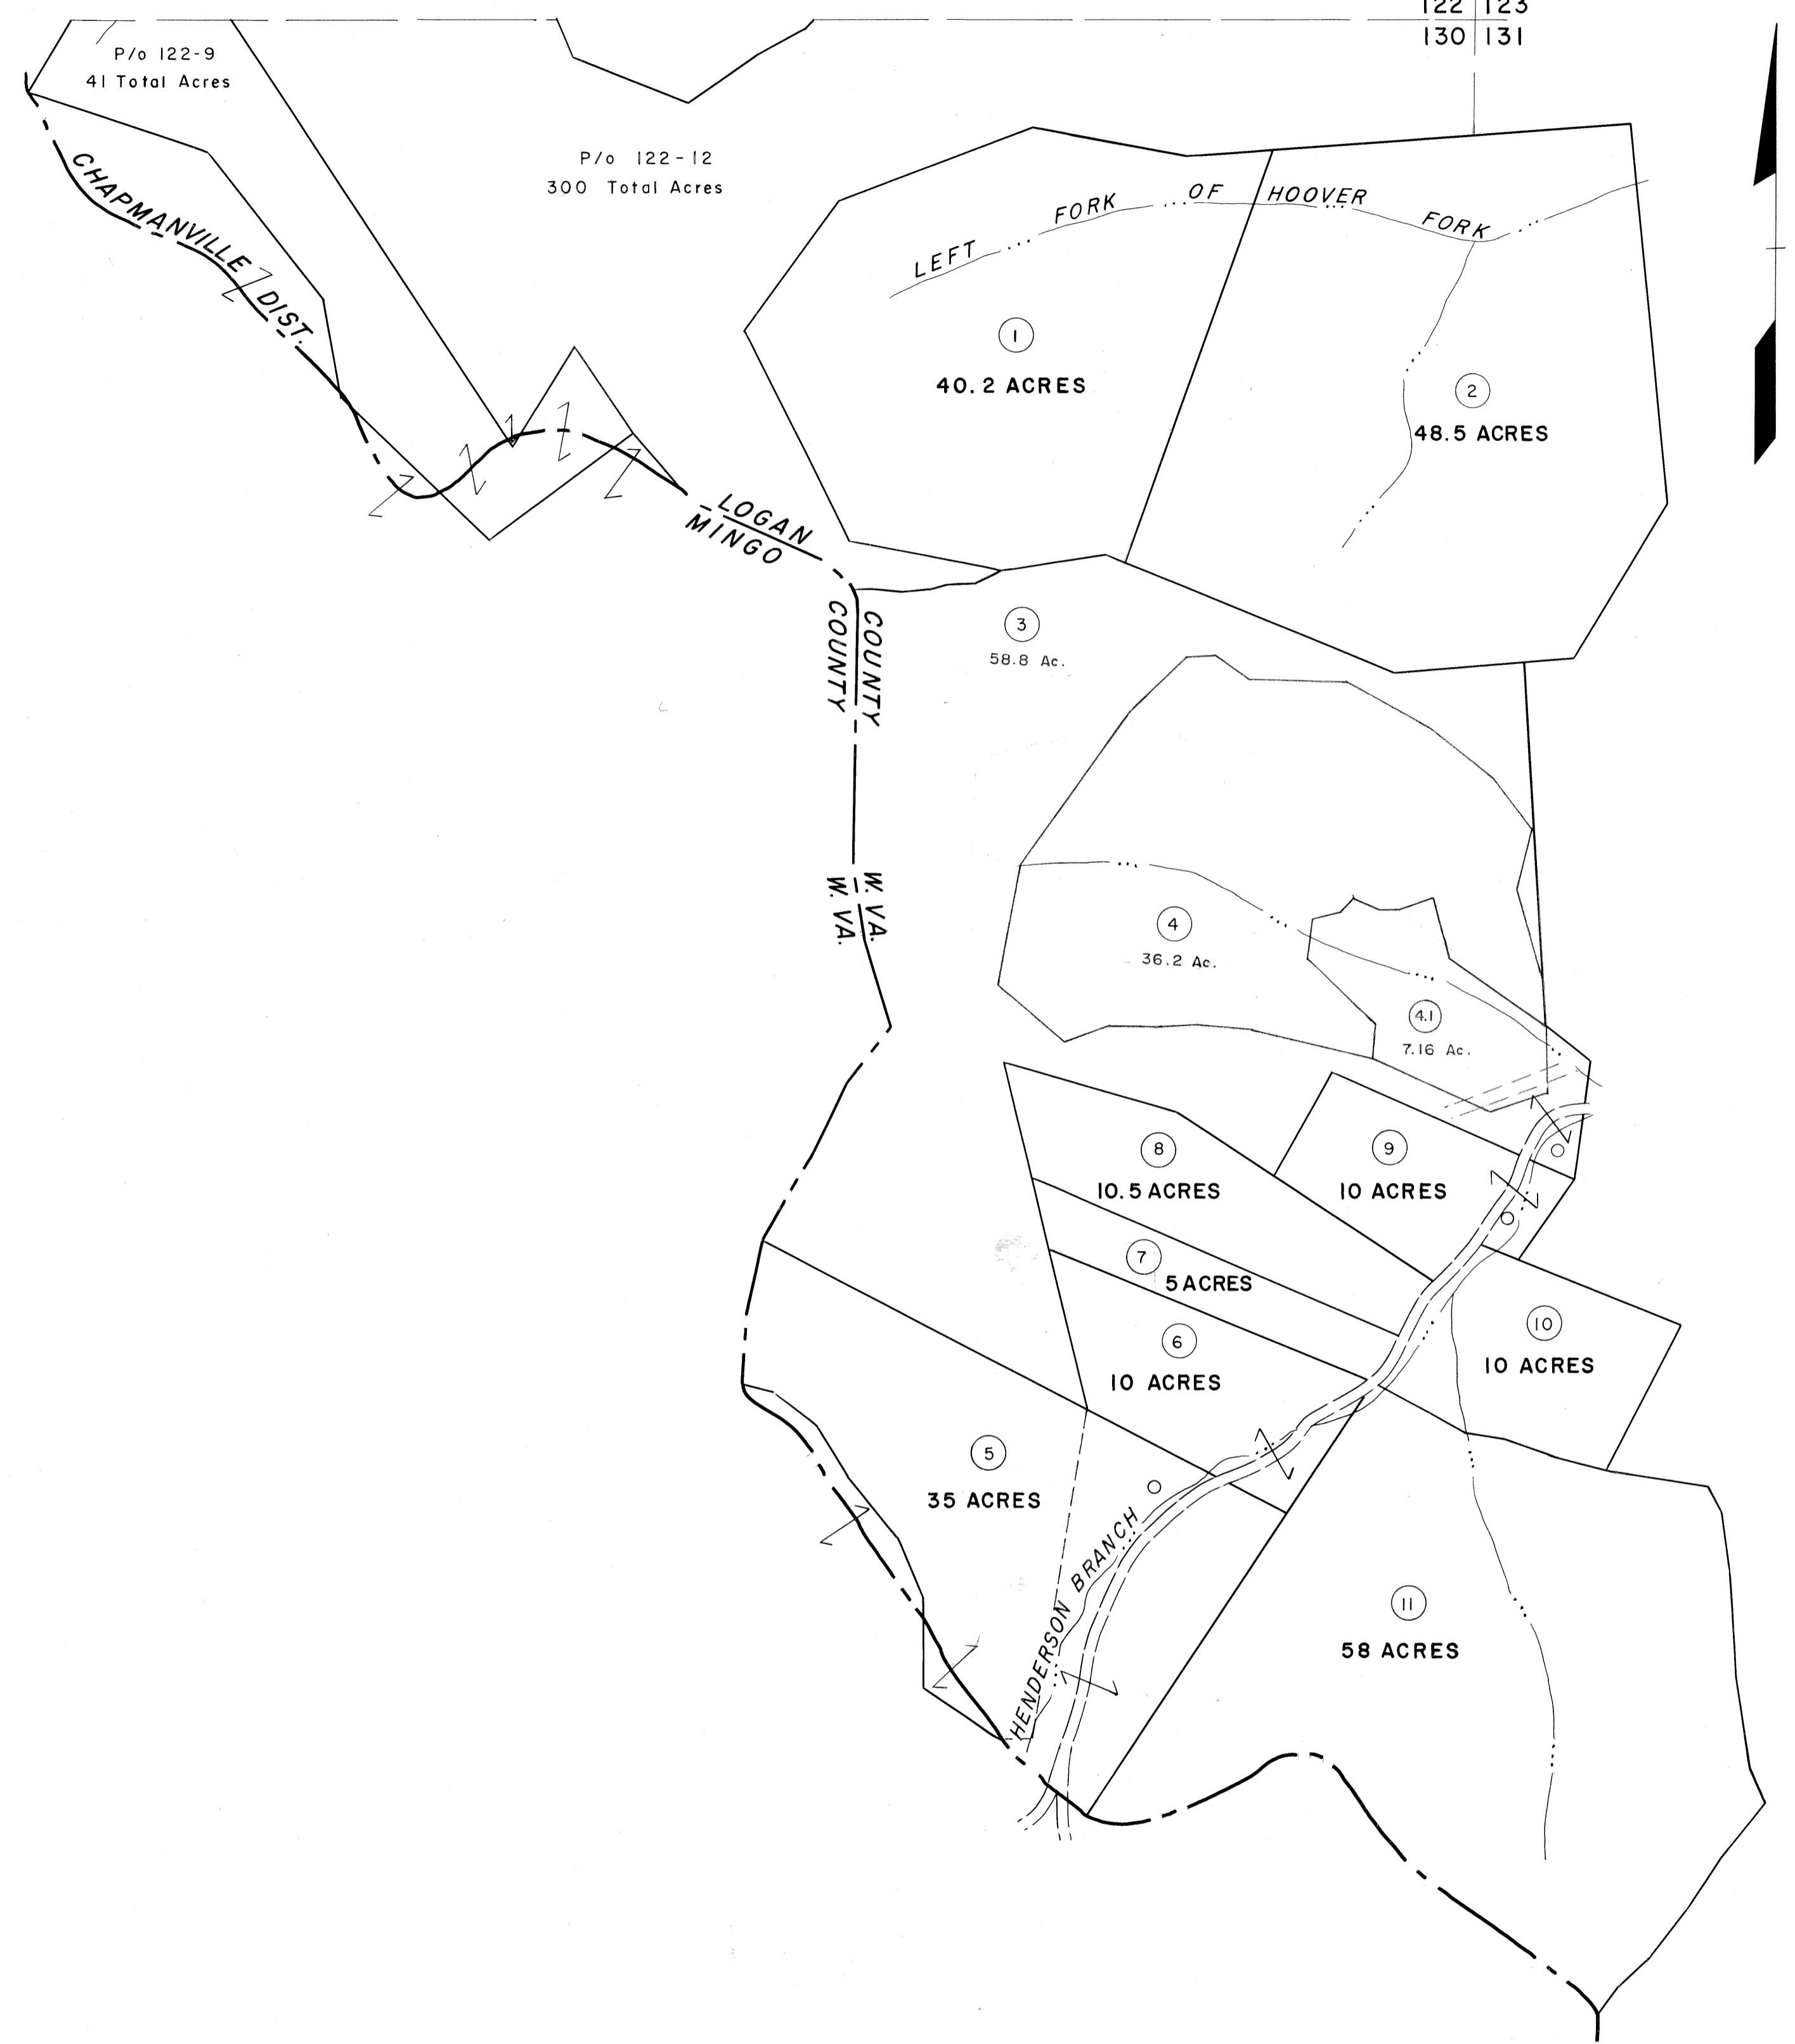 122 123
130 131
P/o 122-9
41 Total Acres
P/o 122-12
300 Total Acres
CHAPMANVILLE DIST.
LEFT FORK OF HOOVER FORK
1
40.2 ACRES
2
48.5 ACRES
LOGAN
MINGO
COUNTY
COUNTY
3
58.8 Ac.
W. VA.
W. VA.
4
36.2 Ac.
4.1
7.16 Ac.
8
10.5 ACRES
9
10 ACRES
7
5 ACRES
6
10 ACRES
10
10 ACRES
5
35 ACRES
HENDERSON BRANCH
11
58 ACRES